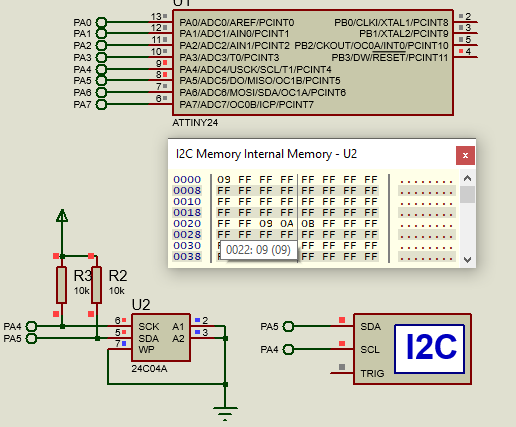 U1
PA0 13 PA0/ADC0/AREF/PCINT0 PB0/CLKI/XTAL1/PCINT8 2
PA1 12 PA1/ADC1/AIN0/PCINT1 PB1/XTAL2/PCINT9 3
PA2 11 PA2/ADC2/AIN1/PCINT2 PB2/CKOUT/OC0A/INT0/PCINT10 5
PA3 10 PA3/ADC3/T0/PCINT3 PB3/DW/RESET/PCINT11 4
PA4 9 PA4/ADC4/USCK/SCL/T1/PCINT4
PA5 8 PA5/ADC5/DO/MISO/OC1B/PCINT5
PA6 7 PA6/ADC6/MOSI/SDA/OC1A/PCINT6
PA7 6 PA7/ADC7/OC0B/ICP/PCINT7
ATTINY24
I2C Memory Internal Memory - U2 x
0000 09 FF FF FF FF FF FF FF ........
0008 FF FF FF FF FF FF FF FF ........
0010 FF FF FF FF FF FF FF FF ........
0018 FF FF FF FF FF FF FF FF ........
0020 FF FF 09 0A 0B FF FF FF ........
0028 FF FF FF FF FF FF FF FF ........
0030 FF FF FF FF ........
0038 FF FF FF FF ........
0022: 09 (09)
R3
10k
R2
10k
U2
PA4 6 SCK A1 2
PA5 5 SDA A2 3
7 WP
24C04A
PA5 SDA
PA4 SCL
TRIG
I2C